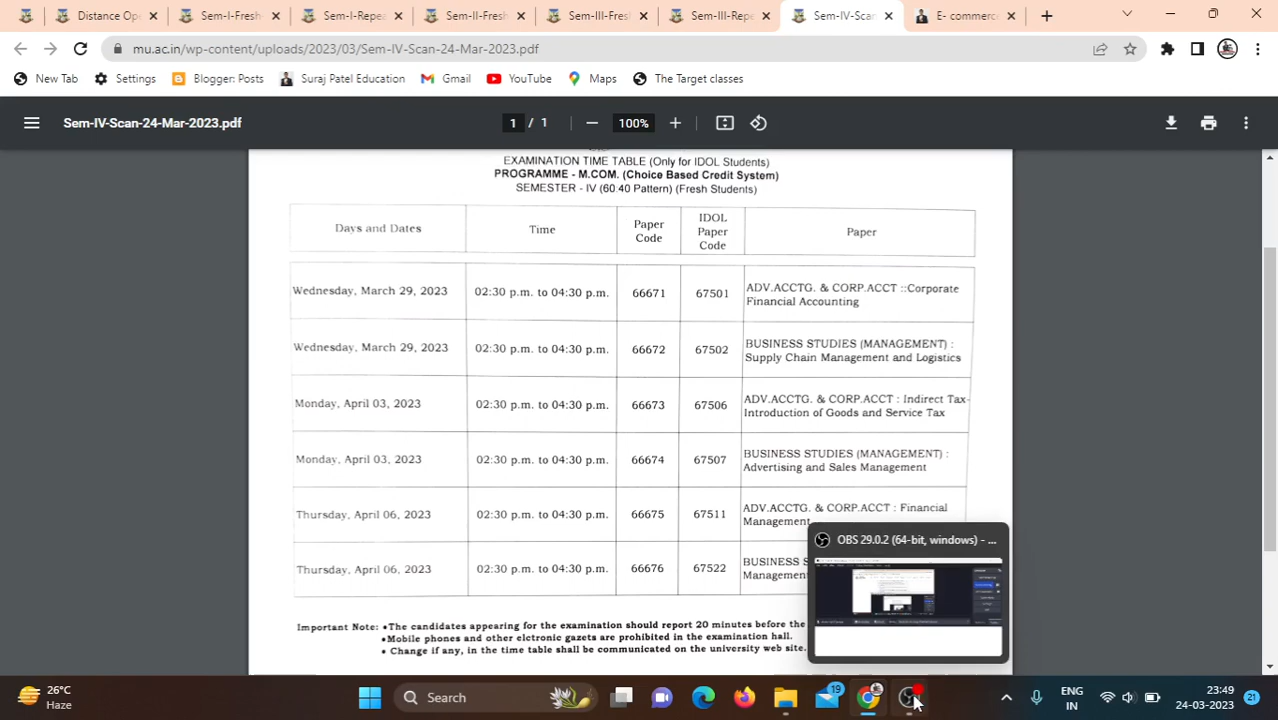 Distance Op
Sem-I-Fresh
Sem-I-Repea
Sem-II-Fresh
Sem-III-Fres
Sem-III-Repe
Sem-IV-Scan
E- commerc
mu.ac.in/wp-content/uploads/2023/03/Sem-IV-Scan-24-Mar-2023.pdf
New Tab
Settings
Blogger: Posts
Suraj Patel Education
Gmail
YouTube
Maps
The Target classes
Sem-IV-Scan-24-Mar-2023.pdf
1 / 1
100%
EXAMINATION TIME TABLE (Only for IDOL Students)
PROGRAMME - M.COM. (Choice Based Credit System)
SEMESTER - IV (60:40 Pattern) (Fresh Students)
Days and Dates
Time
Paper
Code
IDOL
Paper
Code
Paper
Wednesday, March 29, 2023
02:30 p.m. to 04:30 p.m.
66671
67501
ADV.ACCTG. & CORP.ACCT ::Corporate
Financial Accounting
Wednesday, March 29, 2023
02:30 p.m. to 04:30 p.m.
66672
67502
BUSINESS STUDIES (MANAGEMENT) :
Supply Chain Management and Logistics
Monday, April 03, 2023
02:30 p.m. to 04:30 p.m.
66673
67506
ADV.ACCTG. & CORP.ACCT : Indirect Tax-
Introduction of Goods and Service Tax
Monday, April 03, 2023
02:30 p.m. to 04:30 p.m.
66674
67507
BUSINESS STUDIES (MANAGEMENT) :
Advertising and Sales Management
Thursday, April 06, 2023
02:30 p.m. to 04:30 p.m.
66675
67511
ADV.ACCTG. & CORP.ACCT : Financial
Management
Thursday, April 06, 2023
02:30 p.m. to 04:30 p.m.
66676
67522
BUSINESS
Management
Important Note: •The candidates appearing for the examination should report 20 minutes before the
•Mobile phones and other elctronic gazets are prohibited in the examination hall.
• Change if any, in the time table shall be communicated on the university web site.
OBS 29.0.2 (64-bit, windows) - ...
26°C
Haze
Search
19
ENG
IN
23:49
24-03-2023
21